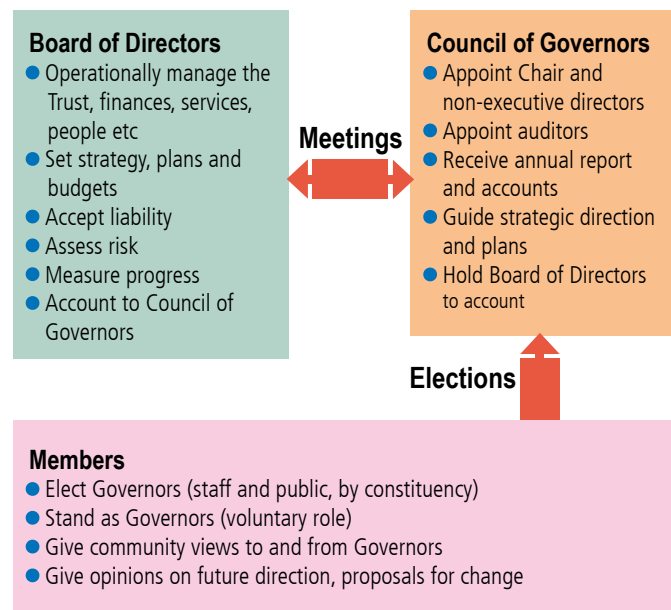 Board of Directors
● Operationally manage the
Trust, finances, services,
people etc
● Set strategy, plans and
budgets
● Accept liability
● Assess risk
● Measure progress
● Account to Council of
Governors
Meetings
Council of Governors
● Appoint Chair and
non-executive directors
● Appoint auditors
● Receive annual report
and accounts
● Guide strategic direction
and plans
● Hold Board of Directors
to account
Elections
Members
● Elect Governors (staff and public, by constituency)
● Stand as Governors (voluntary role)
● Give community views to and from Governors
● Give opinions on future direction, proposals for change